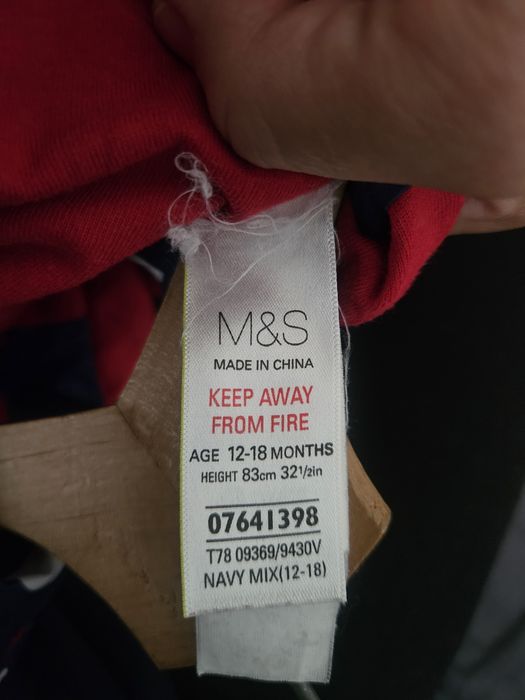 M&S
MADE IN CHINA
KEEP AWAY
FROM FIRE
AGE 12-18 MONTHS
HEIGHT 83cm 32½in
07641398
T78 09369/9430V
NAVY MIX(12-18)